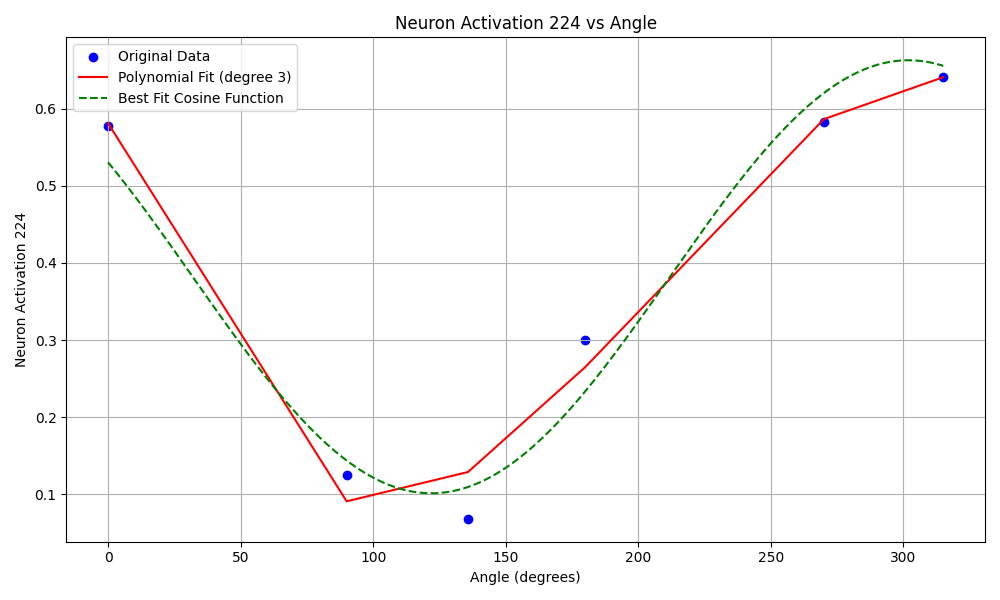 Neuron Activation 224 vs Angle
Original Data
Polynomial Fit (degree 3)
Best Fit Cosine Function
Neuron Activation 224
0.6
0.5
0.4
0.3
0.2
0.1
0 50 100 150 200 250 300
Angle (degrees)